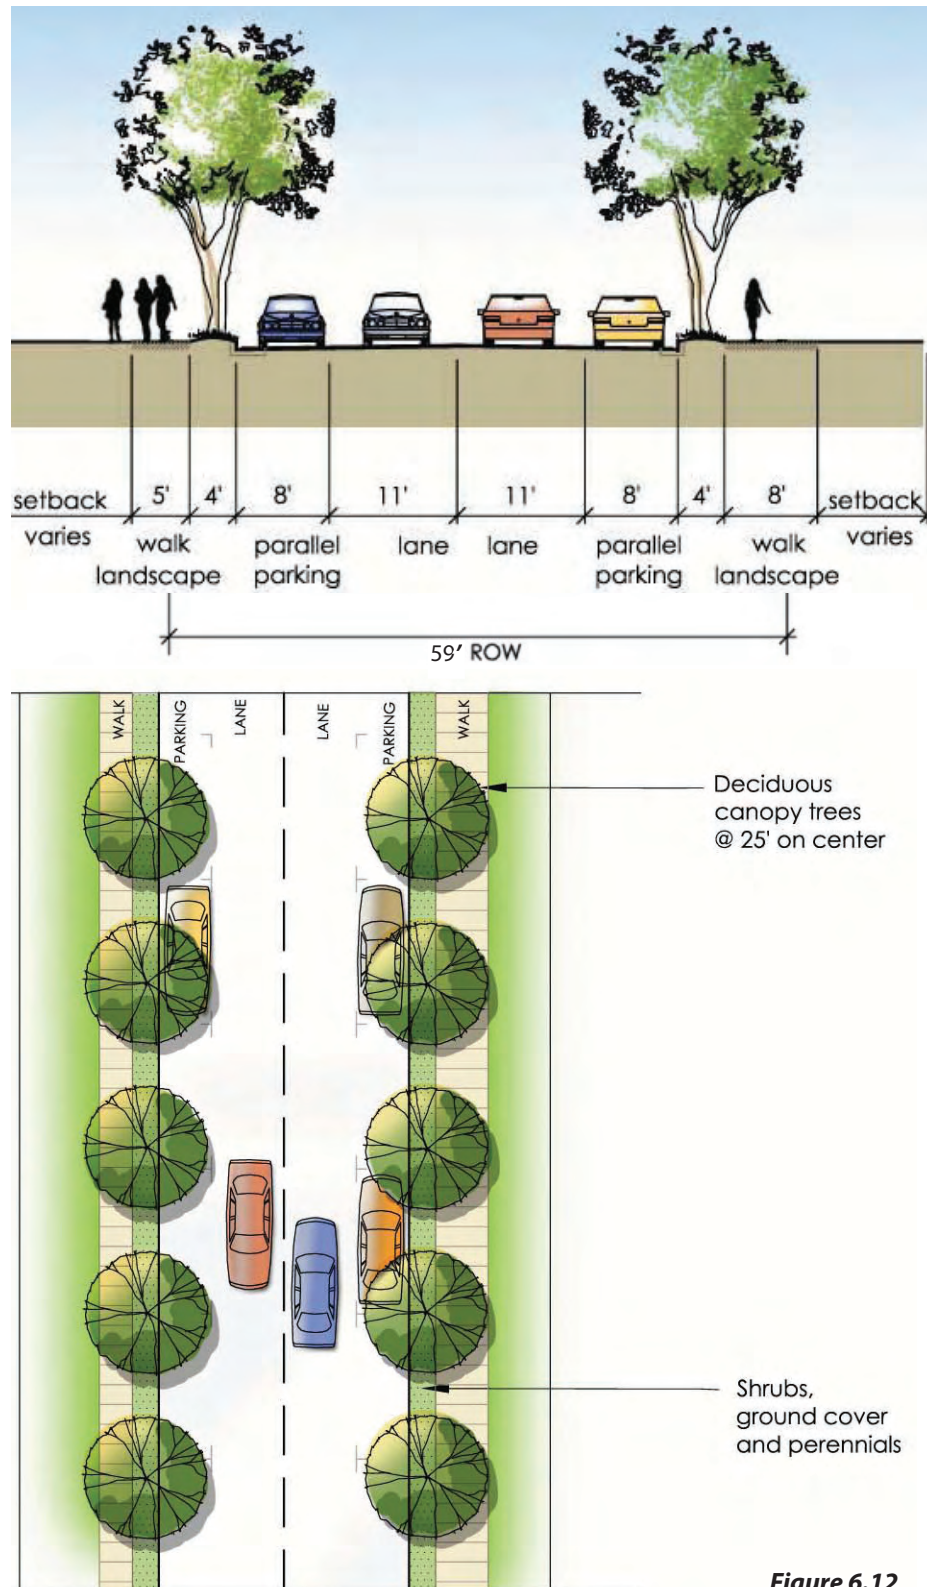 5' 4' 8' 11' 11' 8' 4' 8'
setback setback
varies walk parallel lane lane parallel walk varies
landscape parking parking landscape
59' ROW
WALK PARKING LANE LANE PARKING WALK
Deciduous
canopy trees
@ 25' on center
Shrubs,
ground cover
and perennials
Figure 6.12